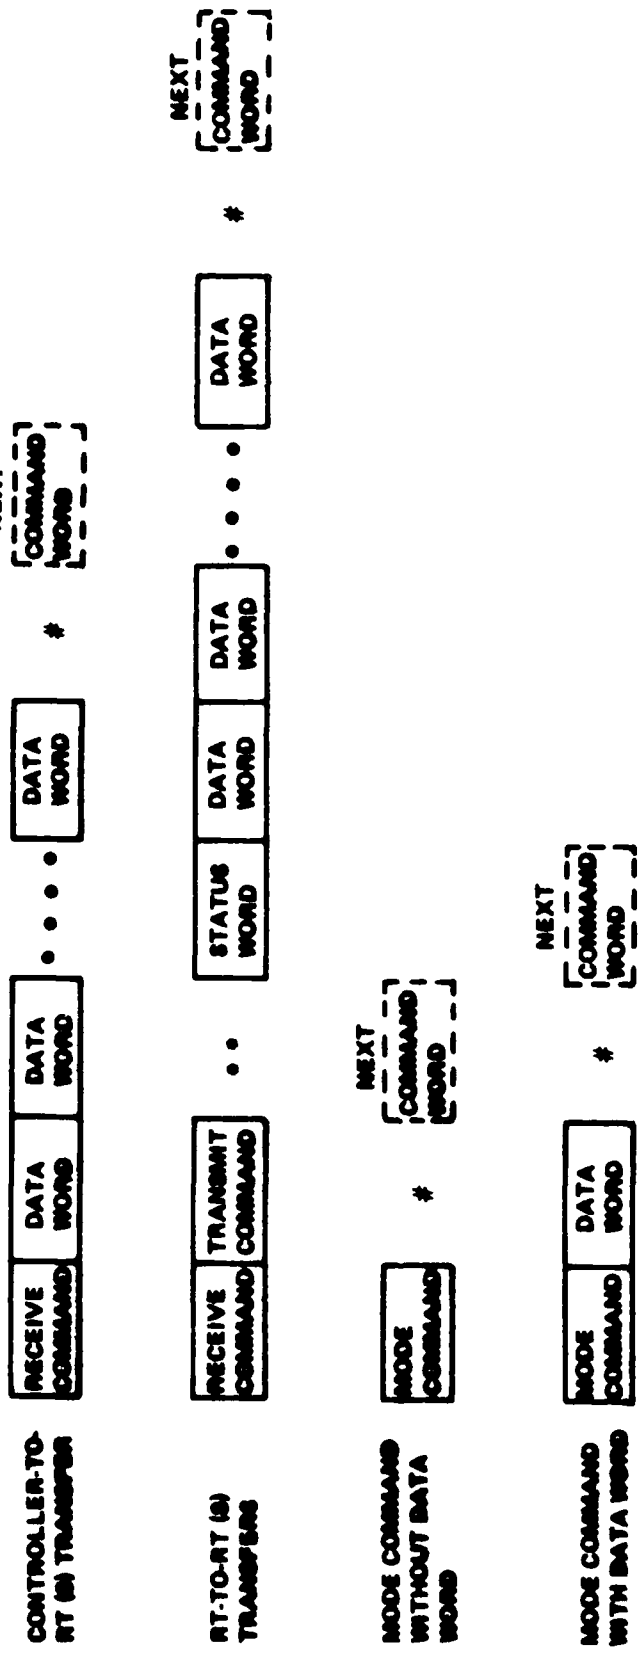 CONTROLLER-TO-
RT (S) TRANSFER
RECEIVE
COMMAND
DATA
WORD
DATA
WORD
• • • •
DATA
WORD
#
NEXT
COMMAND
WORD
RT-TO-RT (S)
TRANSFERS
RECEIVE
COMMAND
TRANSMIT
COMMAND
• •
STATUS
WORD
DATA
WORD
DATA
WORD
• • • •
DATA
WORD
#
NEXT
COMMAND
WORD
MODE COMMAND
WITHOUT DATA
WORD
MODE
COMMAND
#
NEXT
COMMAND
WORD
MODE COMMAND
WITH DATA WORD
MODE
COMMAND
DATA
WORD
#
NEXT
COMMAND
WORD